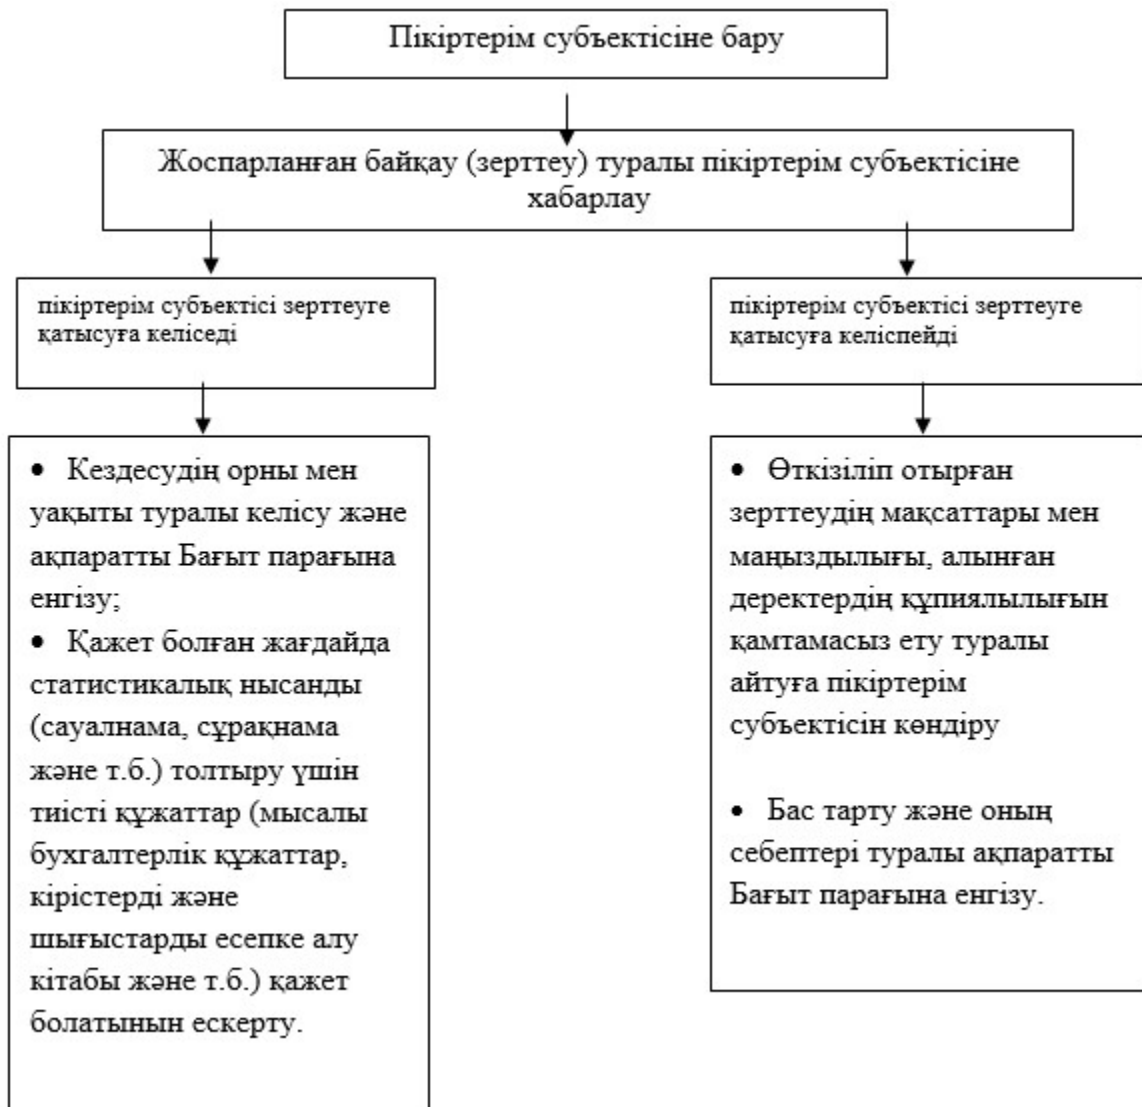 Пікіртерім субъектісіне бару
Жоспарланған байқау (зерттеу) туралы пікіртерім субъектісіне
хабарлау
пікіртерім субъектісі зерттеуге
қатысуға келіседі
пікіртерім субъектісі зерттеуге
қатысуға келіспейді
• Кездесудің орны мен
уақыты туралы келісу және
ақпаратты Бағыт парағына
енгізу;
• Қажет болған жағдайда
статистикалық нысанды
(сауалнама, сұрақнама
және т.б.) толтыру үшін
тиісті құжаттар (мысалы
бухгалтерлік құжаттар,
кірістерді және
шығыстарды есепке алу
кітабы және т.б.) қажет
болатынын ескерту.
• Өткізіліп отырған
зерттеудің мақсаттары мен
маңыздылығы, алынған
деректердің құпиялылығын
қамтамасыз ету туралы
айтуға пікіртерім
субъектісін көндіру
• Бас тарту және оның
себептері туралы ақпаратты
Бағыт парағына енгізу.